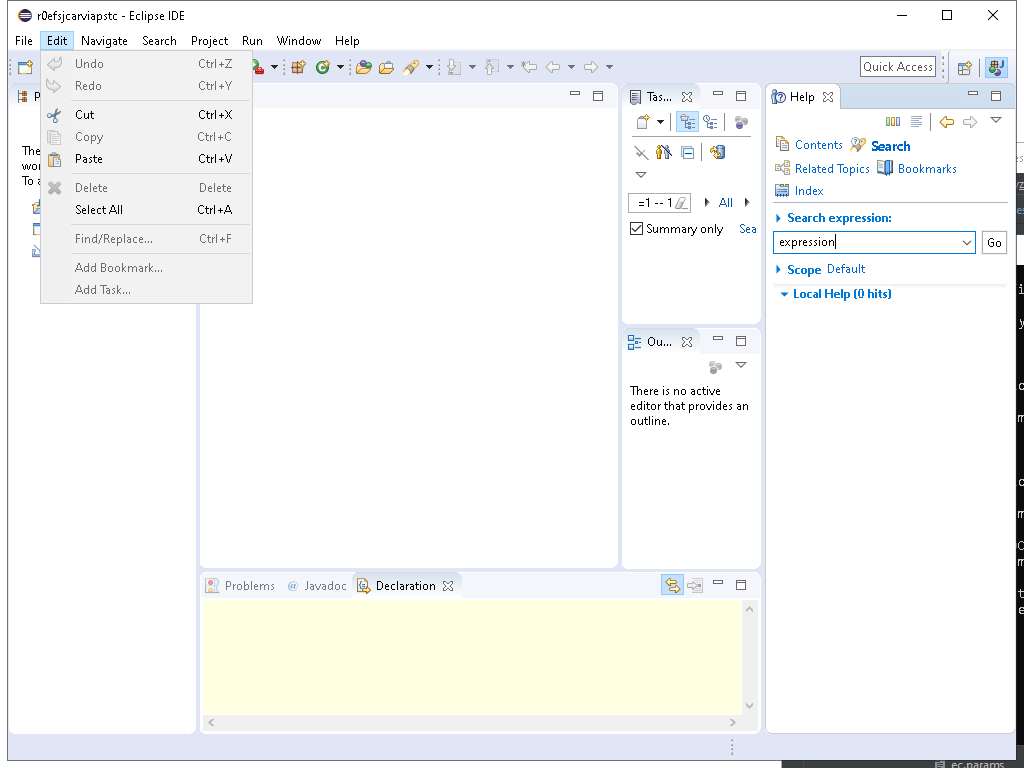 r0efsjcarviapstc - Eclipse IDE
File Edit Navigate Search Project Run Window Help
Undo Ctrl+Z
Redo Ctrl+Y
Cut Ctrl+X
Copy Ctrl+C
Paste Ctrl+V
Delete Delete
Select All Ctrl+A
Find/Replace... Ctrl+F
Add Bookmark...
Add Task...
Quick Access
P
The
wor
To a
Tas...
=1 -- 1 All
Summary only Sea
Ou...
There is no active
editor that provides an
outline.
Help
Contents Search
Related Topics Bookmarks
Index
Search expression:
expression Go
Scope Default
Local Help (0 hits)
Problems @ Javadoc Declaration
ec.params